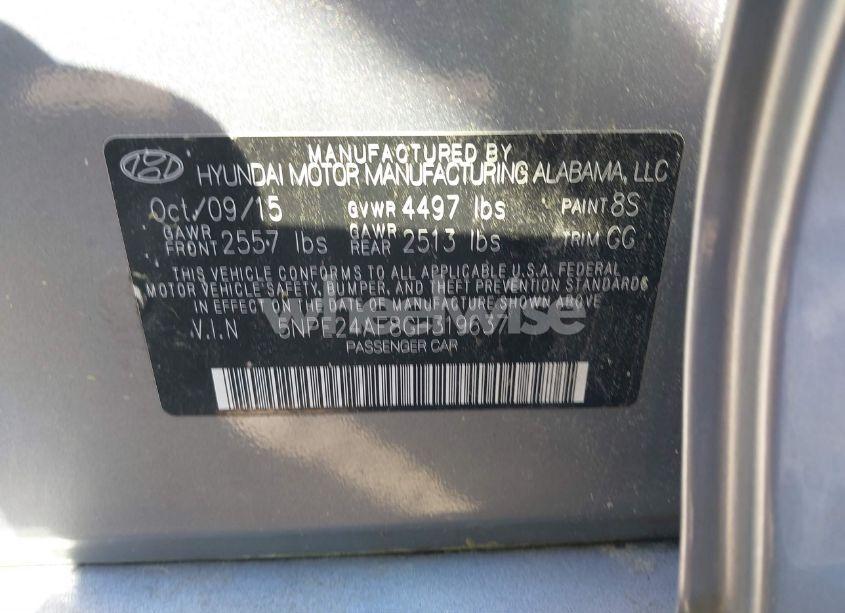 MANUFACTURED BY
HYUNDAI MOTOR MANUFACTURING ALABAMA, LLC
Oct/09/15 GVWR 4497 lbs PAINT 8S
GAWR FRONT 2557 lbs GAWR REAR 2513 lbs TRIM GG
THIS VEHICLE CONFORMS TO ALL APPLICABLE U.S.A. FEDERAL
MOTOR VEHICLE SAFETY, BUMPER, AND THEFT PREVENTION STANDARDS
IN EFFECT ON THE DATE OF MANUFACTURE SHOWN ABOVE.
wheelwise
V.I.N 5NPE24AF8GH319637
PASSENGER CAR